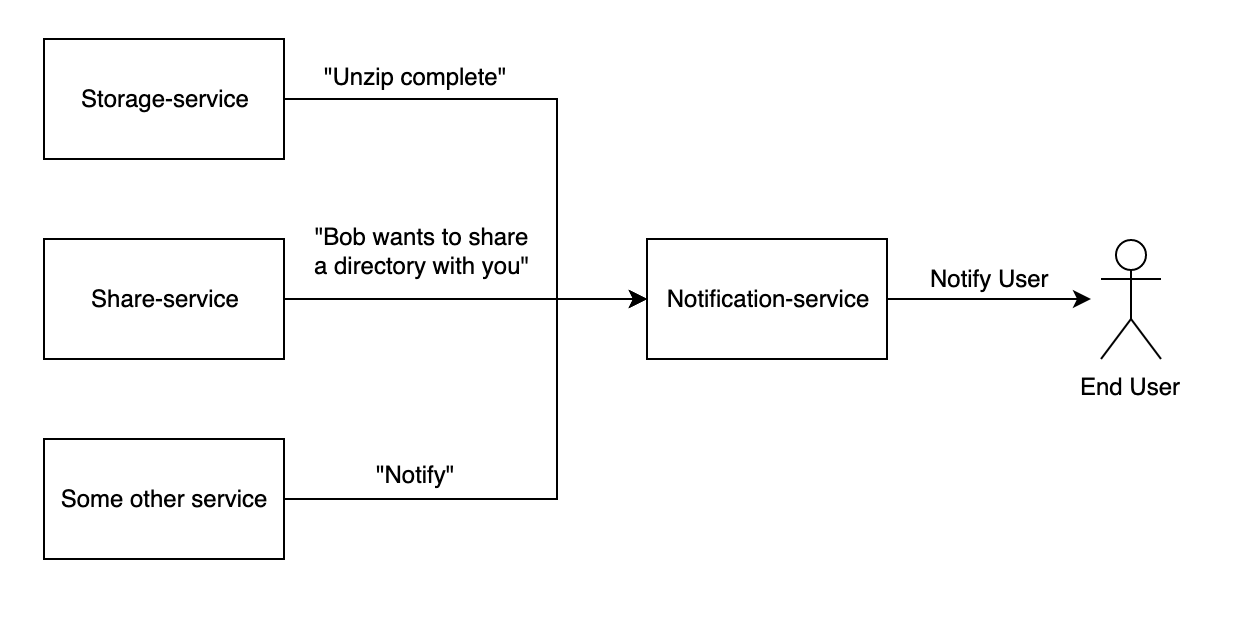 Storage-service
"Unzip complete"
"Bob wants to share
a directory with you"
Share-service
Notification-service
Notify User
End User
Some other service
"Notify"